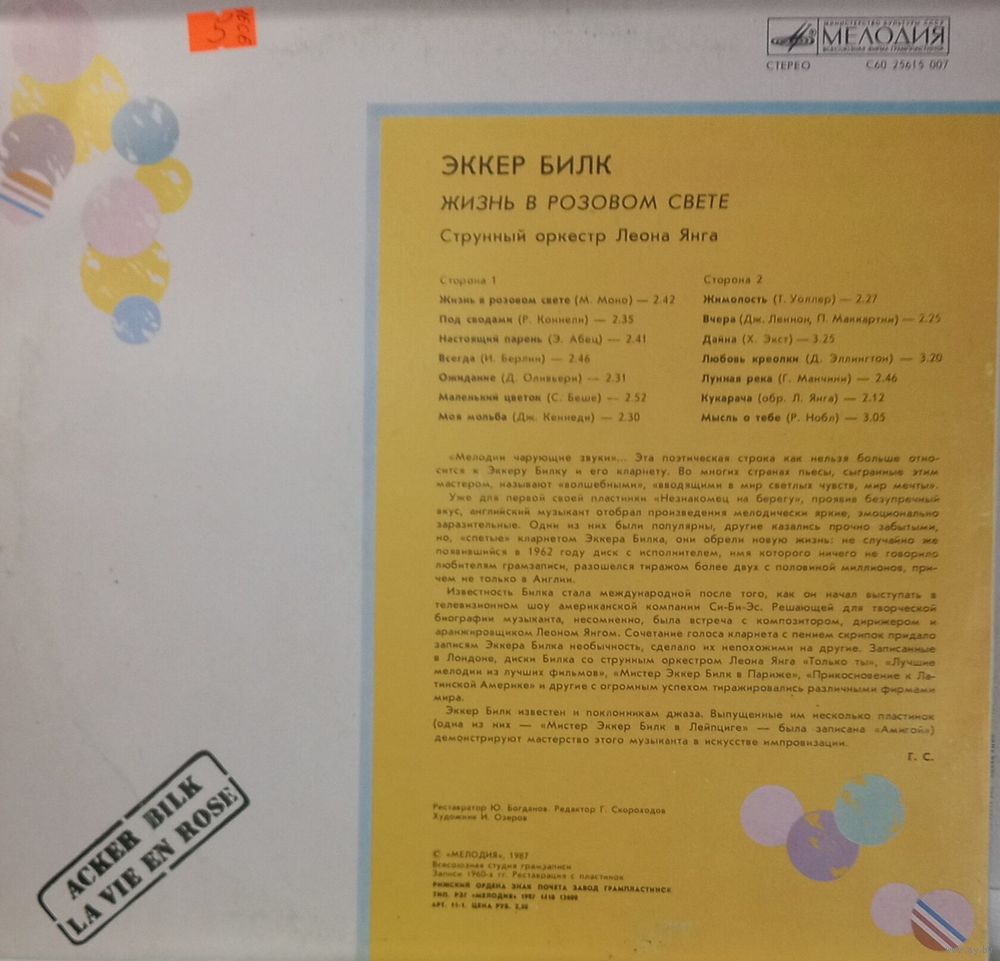 5
МИНИСТЕРСТВО КУЛЬТУРЫ СССР
МЕЛОДИЯ
ВСЕСОЮЗНАЯ ФИРМА ГРАМПЛАСТИНОК
СТЕРЕО С60 25615 007
ЭККЕР БИЛК
ЖИЗНЬ В РОЗОВОМ СВЕТЕ
Струнный оркестр Леона Янга
Сторона 1
Жизнь в розовом свете (М. Моно) — 2.42
Под сводами (Р. Коннели) — 2.35
Настоящий парень (Э. Абец) — 2.41
Всегда (И. Берлин) — 2.46
Ожидание (Д. Оливьери) — 2.31
Маленький цветок (С. Беше) — 2.52
Моя мольба (Дж. Кеннеди) — 2.30
Сторона 2
Жимолость (Т. Уоллер) — 2.27
Вчера (Дж. Леннон, П. Маккартни) — 2.25
Дайна (Х. Экст) — 3.25
Любовь креолки (Д. Эллингтон) — 3.20
Лунная река (Г. Манчини) — 2.46
Кукарача (обр. Л. Янга) — 2.12
Мысль о тебе (Р. Нобл) — 3.05
«Мелодии чарующие звуки»... Эта поэтическая строка как нельзя больше отно-
сится к Эккеру Билку и его кларнету. Во многих странах пьесы, сыгранные этим
мастером, называют «волшебными», «вводящими в мир светлых чувств, мир мечты».
Уже для первой своей пластинки «Незнакомец на берегу», проявив безупречный
вкус, английский музыкант отобрал произведения мелодически яркие, эмоционально
заразительные. Одни из них были популярны, другие казались прочно забытыми,
но, «спетые» кларнетом Эккера Билка, они обрели новую жизнь: не случайно же
появившийся в 1962 году диск с исполнителем, имя которого ничего не говорило
любителям грамзаписи, разошелся тиражом более двух с половиной миллионов, при-
чем не только в Англии.
Известность Билка стала международной после того, как он начал выступать в
телевизионном шоу американской компании Си-Би-Эс. Решающей для творческой
биографии музыканта, несомненно, была встреча с композитором, дирижером и
аранжировщиком Леоном Янгом. Сочетание голоса кларнета с пением скрипок придало
записям Эккера Билка необычность, сделало их непохожими на другие. Записанные
в Лондоне, диски Билка со струнным оркестром Леона Янга «Только ты», «Лучшие
мелодии из лучших фильмов», «Мистер Эккер Билк в Париже», «Прикосновение к Ла-
тинской Америке» и другие с огромным успехом тиражировались различными фирмами
мира.
Эккер Билк известен и поклонникам джаза. Выпущенные им несколько пластинок
(одна из них — «Мистер Эккер Билк в Лейпциге» — была записана «Амигой»)
демонстрируют мастерство этого музыканта в искусстве импровизации.
Г. С.
Реставратор Ю. Богданов. Редактор Г. Скороходов
Художник И. Озеров
© «МЕЛОДИЯ», 1987
Всесоюзная студия грамзаписи
Записи 1960-х гг. Реставрация с пластинок
РИЖСКИЙ ОРДЕНА ЗНАК ПОЧЕТА ЗАВОД ГРАМПЛАСТИНОК
ТИП. РЗГ «МЕЛОДИЯ» 1987
АРТ. 11-1. ЦЕНА РУБ.
ACKER BILK
LA VIE EN ROSE